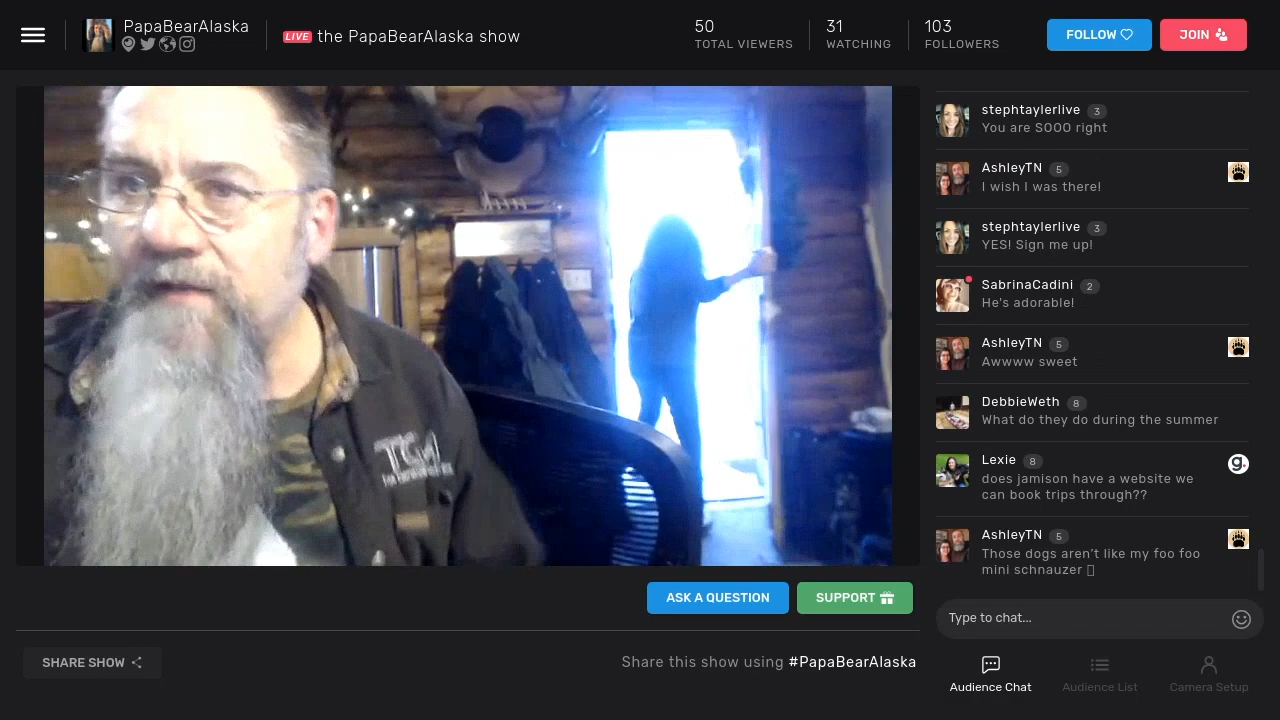 PapaBearAlaska
LIVE the PapaBearAlaska show
50
TOTAL VIEWERS
31
WATCHING
103
FOLLOWERS
FOLLOW
JOIN
TCW
stephtaylerlive 3
You are SOOO right
AshleyTN 5
I wish I was there!
stephtaylerlive 3
YES! Sign me up!
SabrinaCadini 2
He's adorable!
AshleyTN 5
Awwww sweet
DebbieWeth 8
What do they do during the summer
Lexie 8
does jamison have a website we
can book trips through??
g.
AshleyTN 5
Those dogs aren't like my foo foo
mini schnauzer
ASK A QUESTION
SUPPORT
SHARE SHOW
Share this show using #PapaBearAlaska
Type to chat...
Audience Chat
Audience List
Camera Setup